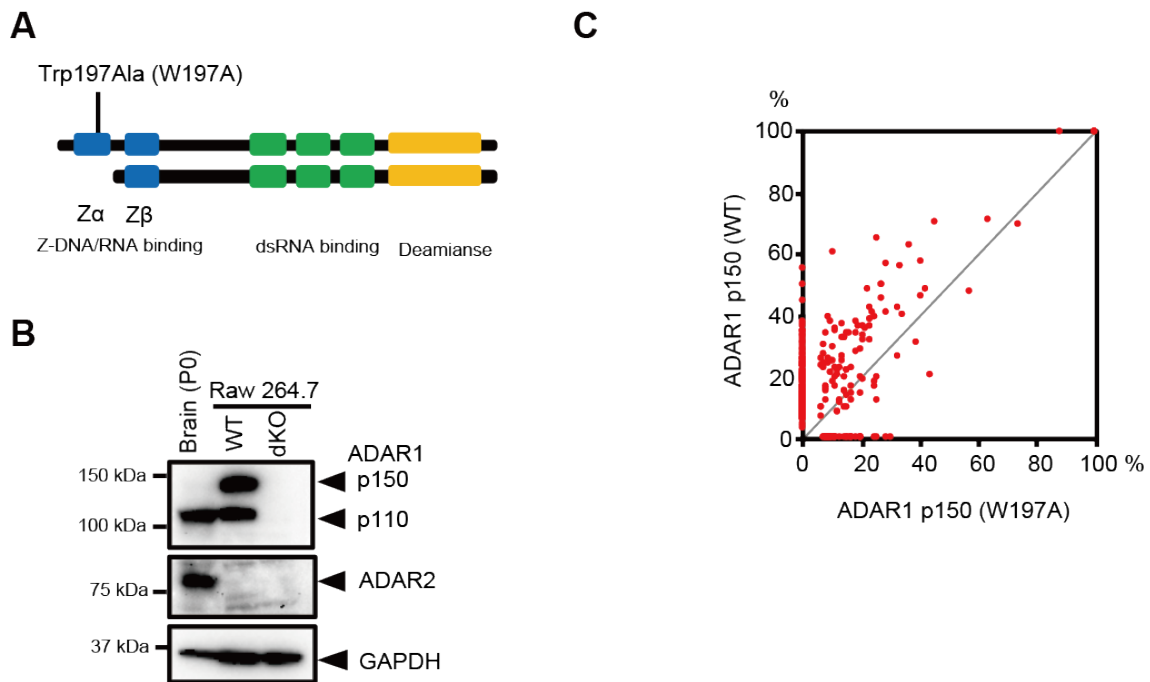 A
Trp197Ala (W197A)
Zα
Zβ
Z-DNA/RNA binding
dsRNA binding
Deamianse
B
Brain (P0)
Raw 264.7
WT
dKO
ADAR1
150 kDa
p150
100 kDa
p110
75 kDa
ADAR2
37 kDa
GAPDH
C
%
100
80
60
40
20
0
ADAR1 p150 (WT)
0 20 40 60 80 100 %
ADAR1 p150 (W197A)